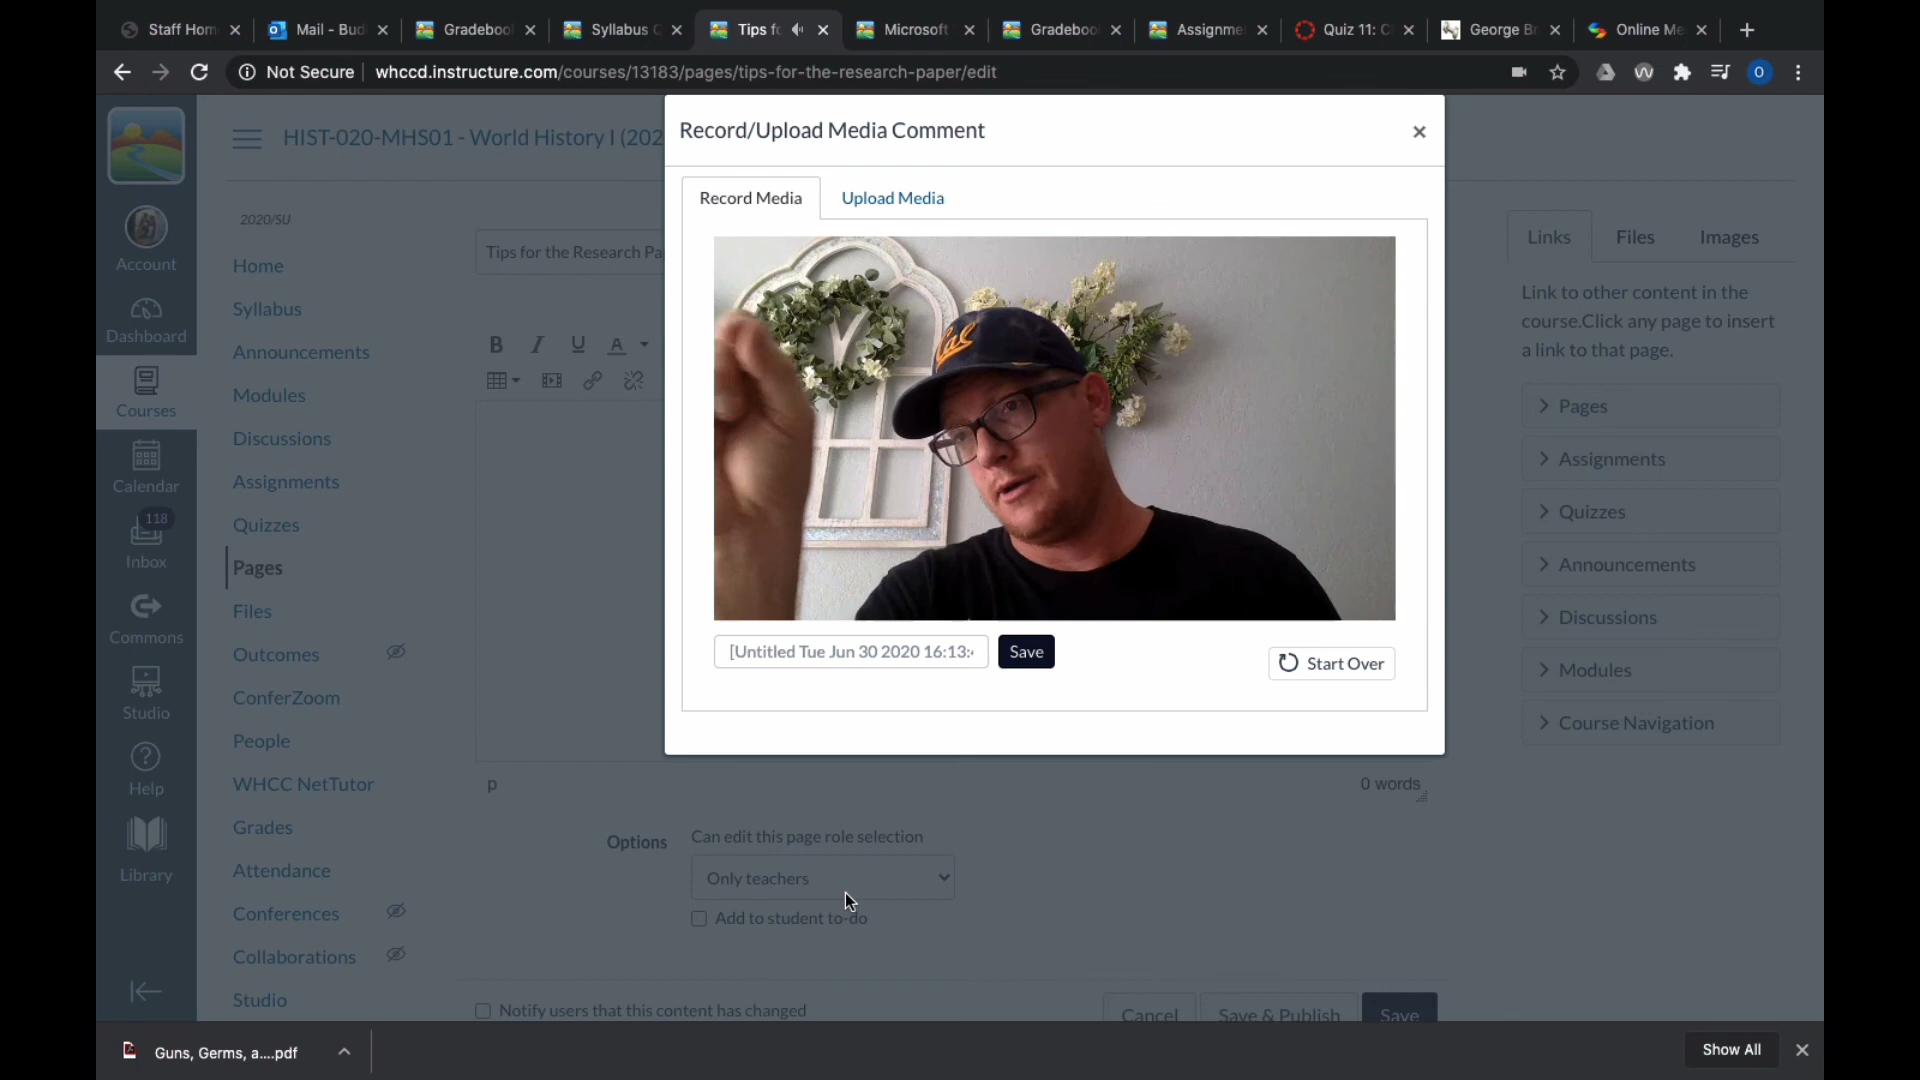 Staff Hom
Mail - Bud
Gradebool
Syllabus Q
Tips fo
Microsoft
Gradeboo
Assignme
Quiz 11: C
George Br
Online Me
Not Secure
whccd.instructure.com/courses/13183/pages/tips-for-the-research-paper/edit
O
Account
Dashboard
Courses
Calendar
118
Inbox
Commons
Studio
Help
Library
HIST-020-MHS01 - World History I (202
2020/SU
Home
Syllabus
Announcements
Modules
Discussions
Assignments
Quizzes
Pages
Files
Outcomes
ConferZoom
People
WHCC NetTutor
Grades
Attendance
Conferences
Collaborations
Studio
Tips for the Research Pa
B I U A
Record/Upload Media Comment
Record Media
Upload Media
Cal
[Untitled Tue Jun 30 2020 16:13:
Save
Start Over
p
0 words
Options
Can edit this page role selection
Only teachers
Add to student to-do
Notify users that this content has changed
Cancel
Save & Publish
Save
Links
Files
Images
Link to other content in the
course.Click any page to insert
a link to that page.
Pages
Assignments
Quizzes
Announcements
Discussions
Modules
Course Navigation
Guns, Germs, a....pdf
Show All